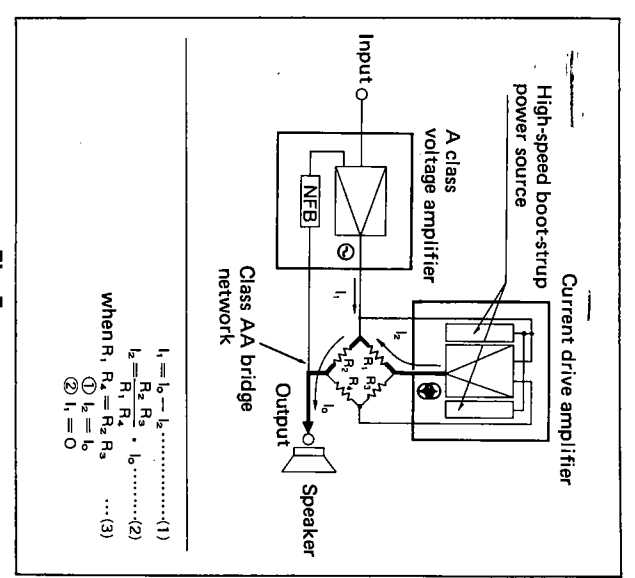 High-speed boot-strup
power source
Current drive amplifier
Input
A class
voltage amplifier
NFB
I₁
I₂
R₁
R₃
R₂
R₄
I₀
Class AA bridge
network
Output
Speaker
I₁ = I₀ − I₂ ..................(1)
I₂ = R₂ R₃ / R₁ R₄ · I₀ .........(2)
when R₁ R₄ = R₂ R₃ ...(3)
① I₂ = I₀
② I₁ = O